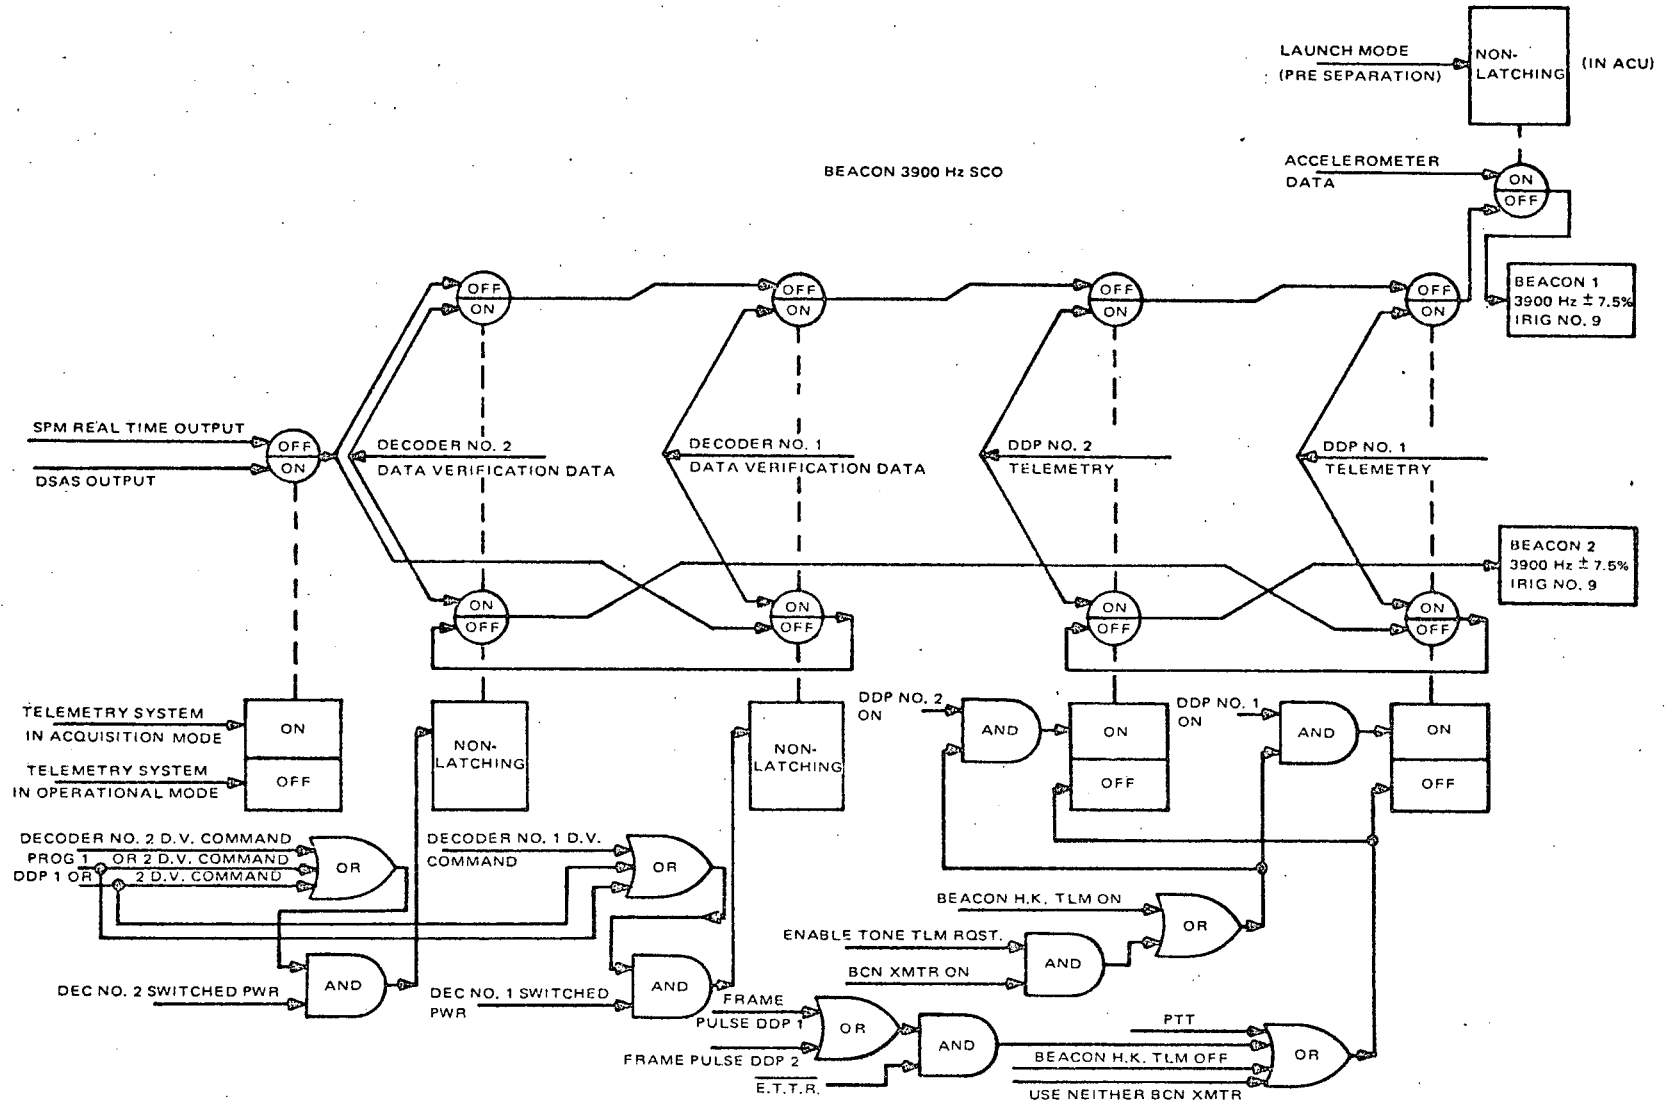 LAUNCH MODE
(PRE SEPARATION)
NON-
LATCHING
(IN ACU)
BEACON 3900 Hz SCO
ACCELEROMETER
DATA
ON
OFF
BEACON 1
3900 Hz ± 7.5%
IRIG NO. 9
OFF
ON
OFF
ON
OFF
ON
OFF
ON
SPM REAL TIME OUTPUT
DSAS OUTPUT
OFF
ON
DECODER NO. 2
DATA VERIFICATION DATA
DECODER NO. 1
DATA VERIFICATION DATA
DDP NO. 2
TELEMETRY
DDP NO. 1
TELEMETRY
BEACON 2
3900 Hz ± 7.5%
IRIG NO. 9
ON
OFF
ON
OFF
ON
OFF
ON
OFF
TELEMETRY SYSTEM
IN ACQUISITION MODE
TELEMETRY SYSTEM
IN OPERATIONAL MODE
ON
OFF
NON-
LATCHING
NON-
LATCHING
DDP NO. 2
ON
AND
ON
OFF
DDP NO. 1
ON
AND
ON
OFF
DECODER NO. 2 D.V. COMMAND
PROG 1 OR 2 D.V. COMMAND
DDP 1 OR 2 D.V. COMMAND
OR
DECODER NO. 1 D.V.
COMMAND
OR
DEC NO. 2 SWITCHED PWR
AND
DEC NO. 1 SWITCHED
PWR
AND
BEACON H.K. TLM ON
OR
ENABLE TONE TLM RQST.
BCN XMTR ON
AND
FRAME
PULSE DDP 1
FRAME PULSE DDP 2
OR
E.T.T.R.
AND
PTT
BEACON H.K. TLM OFF
USE NEITHER BCN XMTR
OR